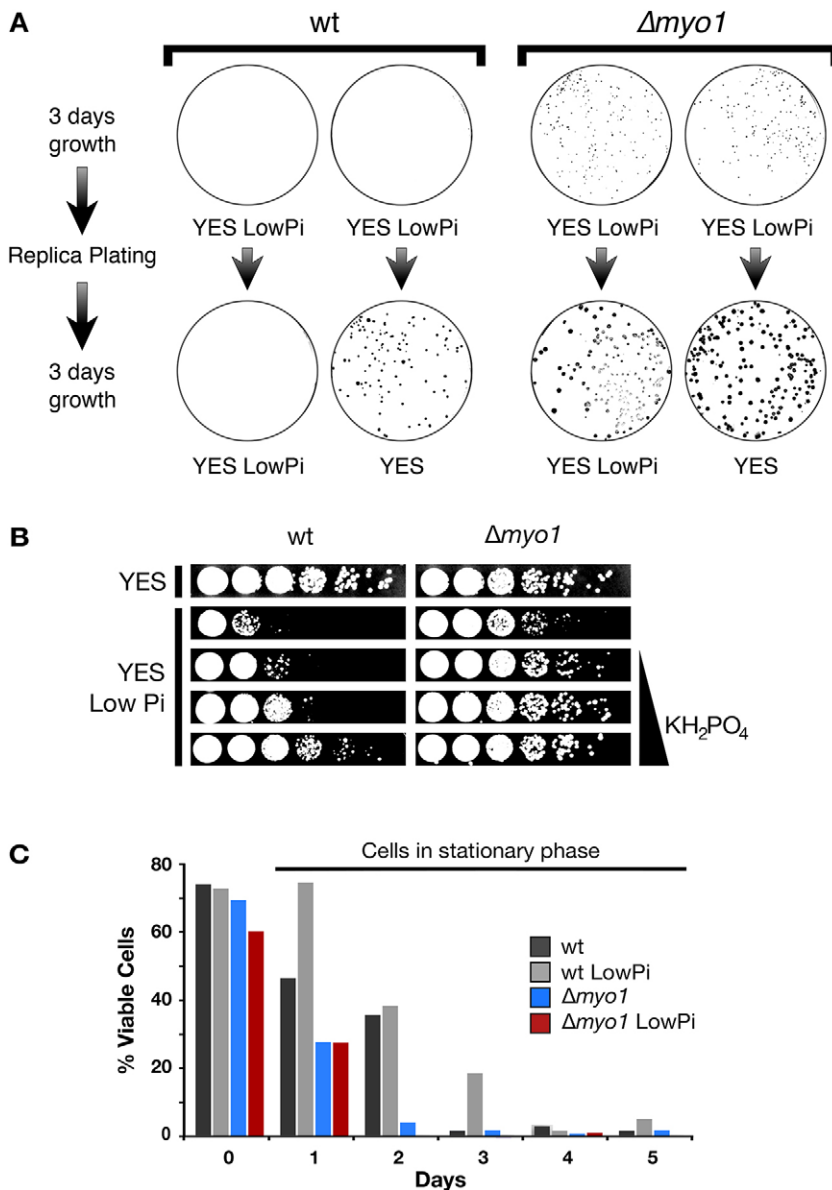 A
wt Δmyo1
3 days
growth
YES LowPi YES LowPi YES LowPi YES LowPi
Replica Plating
3 days
growth
YES LowPi YES YES LowPi YES
B
wt Δmyo1
YES
YES
Low Pi
KH₂PO₄
C
Cells in stationary phase
80
60
40
20
0
% Viable Cells
wt
wt LowPi
Δmyo1
Δmyo1 LowPi
0 1 2 3 4 5
Days